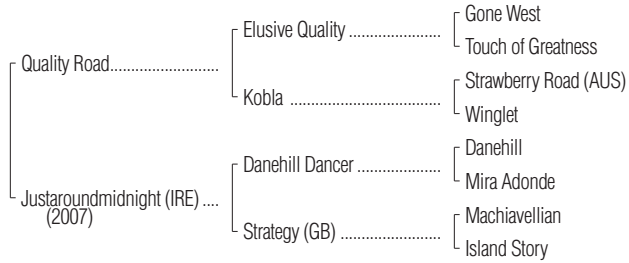 Gone West
Elusive Quality ....................
Touch of Greatness
Quality Road........................
Strawberry Road (AUS)
Kobla .................................
Winglet
Danehill
Danehill Dancer ..................
Mira Adonde
Justaroundmidnight (IRE) ....
(2007)
Machiavellian
Strategy (GB) ......................
Island Story